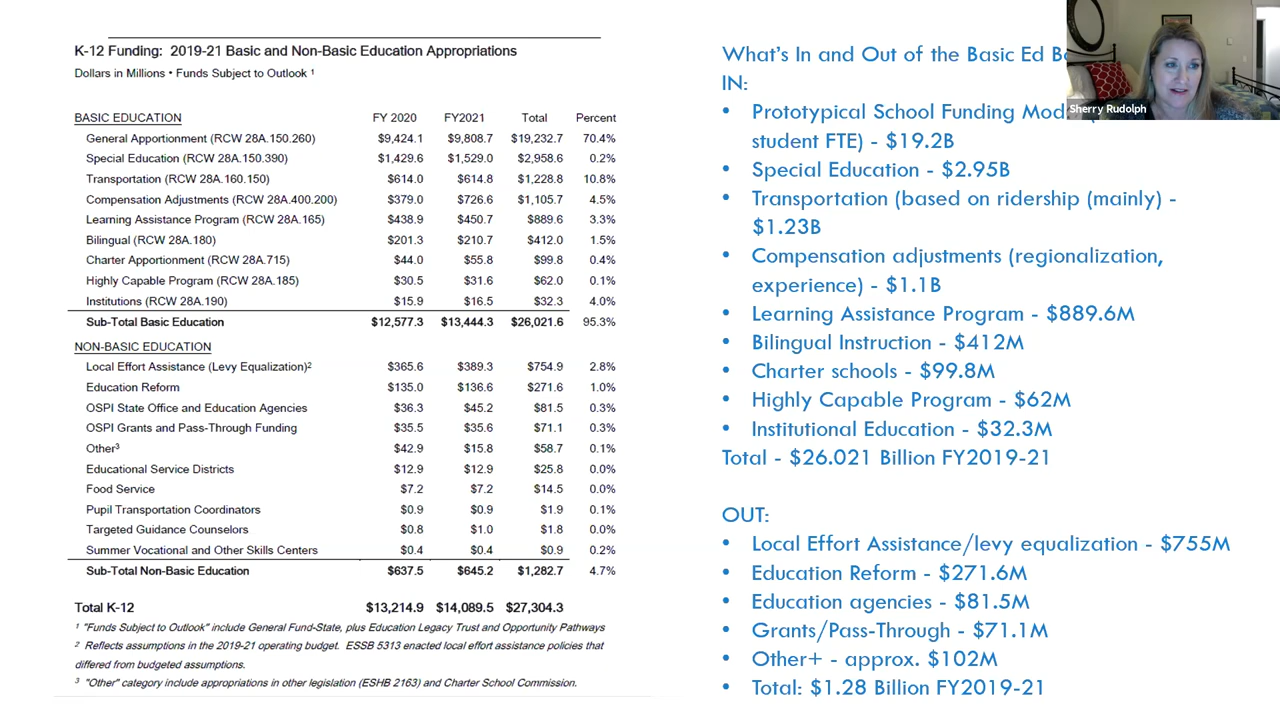 K-12 Funding: 2019-21 Basic and Non-Basic Education Appropriations
Dollars in Millions • Funds Subject to Outlook 1
BASIC EDUCATION FY 2020 FY2021 Total Percent
General Apportionment (RCW 28A.150.260) $9,424.1 $9,808.7 $19,232.7 70.4%
Special Education (RCW 28A.150.390) $1,429.6 $1,529.0 $2,958.6 0.2%
Transportation (RCW 28A.160.150) $614.0 $614.8 $1,228.8 10.8%
Compensation Adjustments (RCW 28A.400.200) $379.0 $726.6 $1,105.7 4.5%
Learning Assistance Program (RCW 28A.165) $438.9 $450.7 $889.6 3.3%
Bilingual (RCW 28A.180) $201.3 $210.7 $412.0 1.5%
Charter Apportionment (RCW 28A.715) $44.0 $55.8 $99.8 0.4%
Highly Capable Program (RCW 28A.185) $30.5 $31.6 $62.0 0.1%
Institutions (RCW 28A.190) $15.9 $16.5 $32.3 4.0%
Sub-Total Basic Education $12,577.3 $13,444.3 $26,021.6 95.3%
NON-BASIC EDUCATION
Local Effort Assistance (Levy Equalization)2 $365.6 $389.3 $754.9 2.8%
Education Reform $135.0 $136.6 $271.6 1.0%
OSPI State Office and Education Agencies $36.3 $45.2 $81.5 0.3%
OSPI Grants and Pass-Through Funding $35.5 $35.6 $71.1 0.3%
Other3 $42.9 $15.8 $58.7 0.1%
Educational Service Districts $12.9 $12.9 $25.8 0.0%
Food Service $7.2 $7.2 $14.5 0.0%
Pupil Transportation Coordinators $0.9 $0.9 $1.9 0.1%
Targeted Guidance Counselors $0.8 $1.0 $1.8 0.0%
Summer Vocational and Other Skills Centers $0.4 $0.4 $0.9 0.2%
Sub-Total Non-Basic Education $637.5 $645.2 $1,282.7 4.7%
Total K-12 $13,214.9 $14,089.5 $27,304.3
1 "Funds Subject to Outlook" include General Fund-State, plus Education Legacy Trust and Opportunity Pathways
2 Reflects assumptions in the 2019-21 operating budget. ESSB 5313 enacted local effort assistance policies that
differed from budgeted assumptions.
3 "Other" category include appropriations in other legislation (ESHB 2163) and Charter School Commission.
What's In and Out of the Basic Ed
IN:
• Prototypical School Funding
student FTE) - $19.2B
• Special Education - $2.95B
• Transportation (based on ridership (mainly) -
$1.23B
• Compensation adjustments (regionalization,
experience) - $1.1B
• Learning Assistance Program - $889.6M
• Bilingual Instruction - $412M
• Charter schools - $99.8M
• Highly Capable Program - $62M
• Institutional Education - $32.3M
Total - $26.021 Billion FY2019-21
OUT:
• Local Effort Assistance/levy equalization - $755M
• Education Reform - $271.6M
• Education agencies - $81.5M
• Grants/Pass-Through - $71.1M
• Other+ - approx. $102M
• Total: $1.28 Billion FY2019-21
Sherry Rudolph